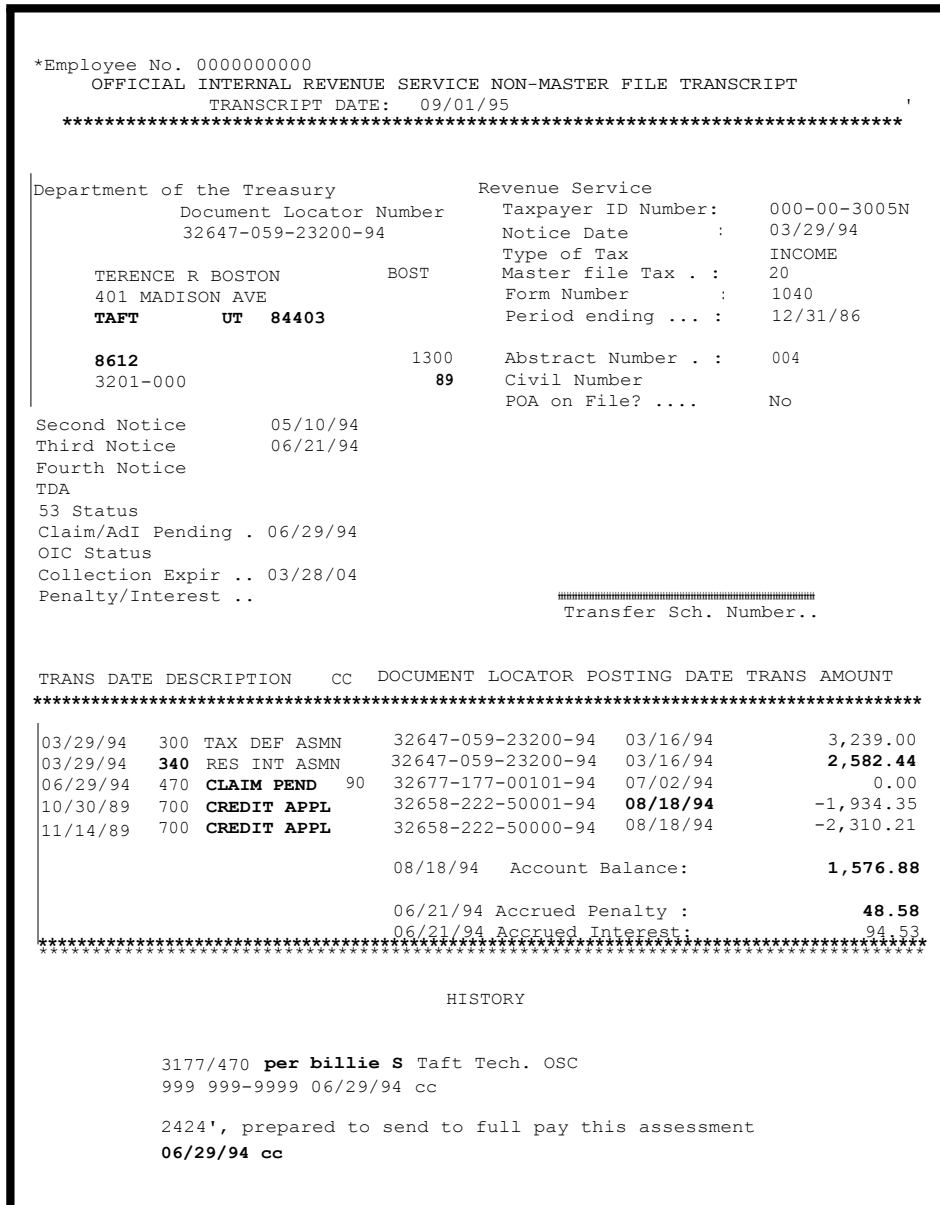 *Employee No. 0000000000
OFFICIAL INTERNAL REVENUE SERVICE NON-MASTER FILE TRANSCRIPT
TRANSCRIPT DATE: 09/01/95 '
********************************************************************************
Department of the Treasury Revenue Service
Document Locator Number Taxpayer ID Number: 000-00-3005N
32647-059-23200-94 Notice Date : 03/29/94
Type of Tax INCOME
TERENCE R BOSTON BOST Master file Tax . : 20
401 MADISON AVE Form Number : 1040
TAFT UT 84403 Period ending ... : 12/31/86
8612 1300 Abstract Number . : 004
3201-000 89 Civil Number
POA on File? .... No
Second Notice 05/10/94
Third Notice 06/21/94
Fourth Notice
TDA
53 Status
Claim/AdI Pending . 06/29/94
OIC Status
Collection Expir .. 03/28/04
Penalty/Interest ..
Transfer Sch. Number..
TRANS DATE DESCRIPTION CC DOCUMENT LOCATOR POSTING DATE TRANS AMOUNT
********************************************************************************
03/29/94 300 TAX DEF ASMN 32647-059-23200-94 03/16/94 3,239.00
03/29/94 340 RES INT ASMN 32647-059-23200-94 03/16/94 2,582.44
06/29/94 470 CLAIM PEND 90 32677-177-00101-94 07/02/94 0.00
10/30/89 700 CREDIT APPL 32658-222-50001-94 08/18/94 -1,934.35
11/14/89 700 CREDIT APPL 32658-222-50000-94 08/18/94 -2,310.21
08/18/94 Account Balance: 1,576.88
06/21/94 Accrued Penalty : 48.58
06/21/94 Accrued Interest: 94.53
********************************************************************************
HISTORY
3177/470 per billie S Taft Tech. OSC
999 999-9999 06/29/94 cc
2424', prepared to send to full pay this assessment
06/29/94 cc